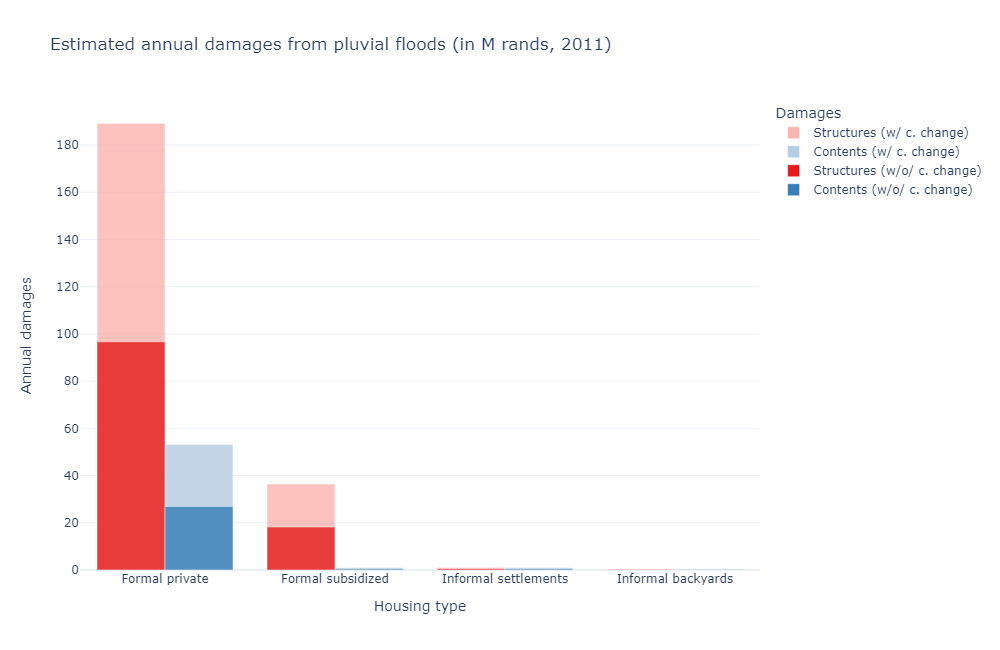 Estimated annual damages from pluvial floods (in M rands, 2011)
Damages
Structures (w/ c. change)
Contents (w/ c. change)
Structures (w/o/ c. change)
Contents (w/o/ c. change)
Annual damages
180
160
140
120
100
80
60
40
20
0
Formal private
Formal subsidized
Informal settlements
Informal backyards
Housing type